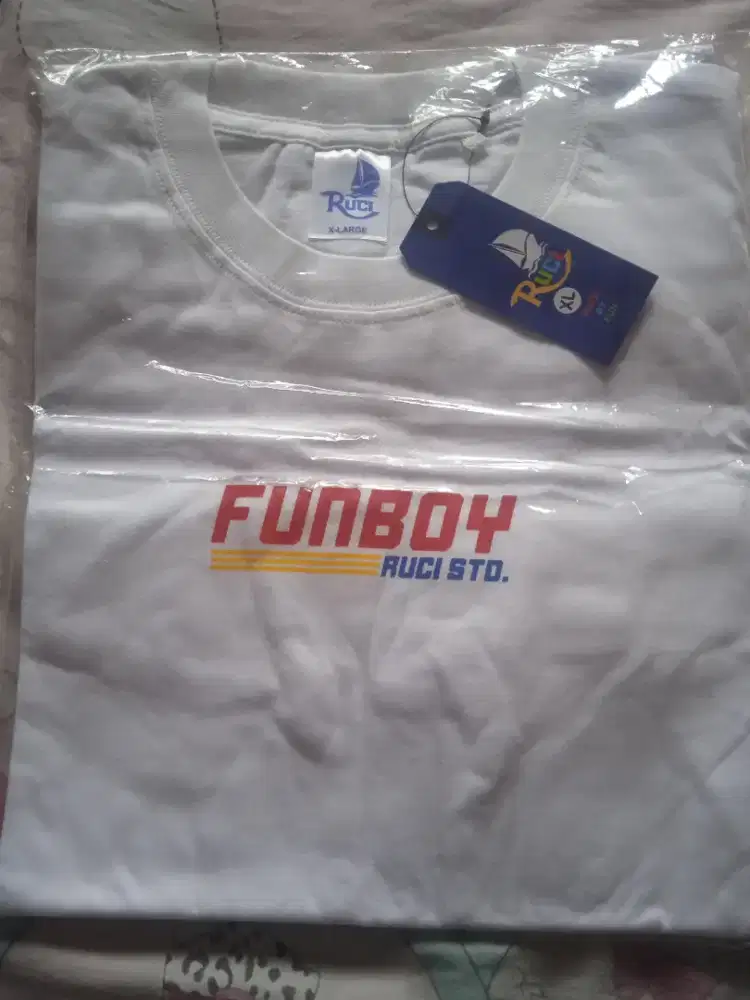 RUCI
X-LARGE
RUCI
XL
FUNBOY
RUCI STD.